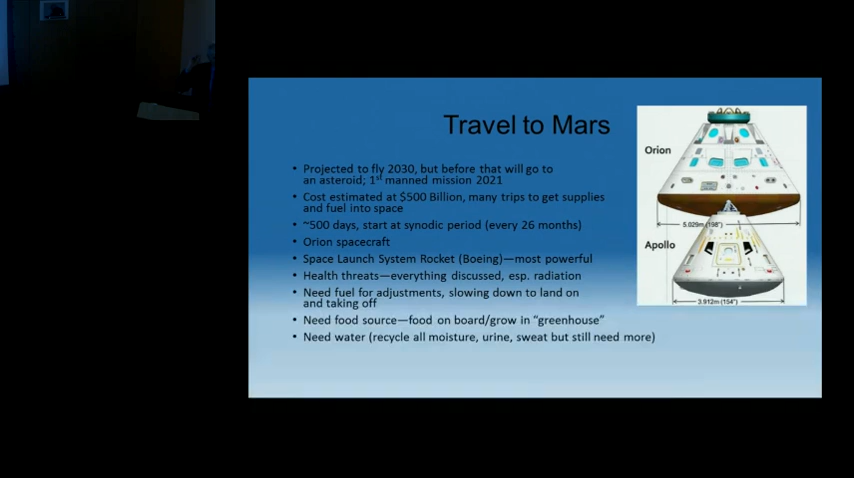 Travel to Mars
• Projected to fly 2030, but before that will go to
an asteroid; 1st manned mission 2021
• Cost estimated at $500 Billion, many trips to get supplies
and fuel into space
• ~500 days, start at synodic period (every 26 months)
• Orion spacecraft
• Space Launch System Rocket (Boeing)—most powerful
• Health threats—everything discussed, esp. radiation
• Need fuel for adjustments, slowing down to land on
and taking off
• Need food source—food on board/grow in “greenhouse”
• Need water (recycle all moisture, urine, sweat but still need more)
Orion
5.029m (198")
Apollo
3.912m (154")